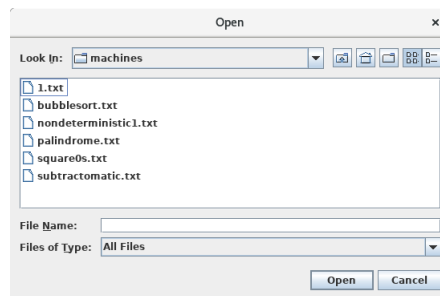 Open
Look In: machines
1.txt
bubblesort.txt
nondeterministic1.txt
palindrome.txt
square0s.txt
subtractomatic.txt
File Name:
Files of Type: All Files
Open Cancel